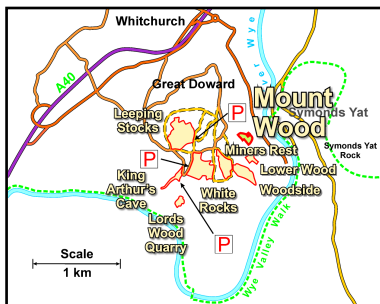 Whitchurch
A40
Great Doward
ver Wye
Leeping
Stocks
P
Mount
Wood
Symonds Yat
Symonds Yat
Rock
Miners Rest
P
Lower Wood
King
Arthur's
Cave
White
Rocks
Woodside
Lords
Wood
Quarry
P
Wye Valley Walk
Scale
1 km